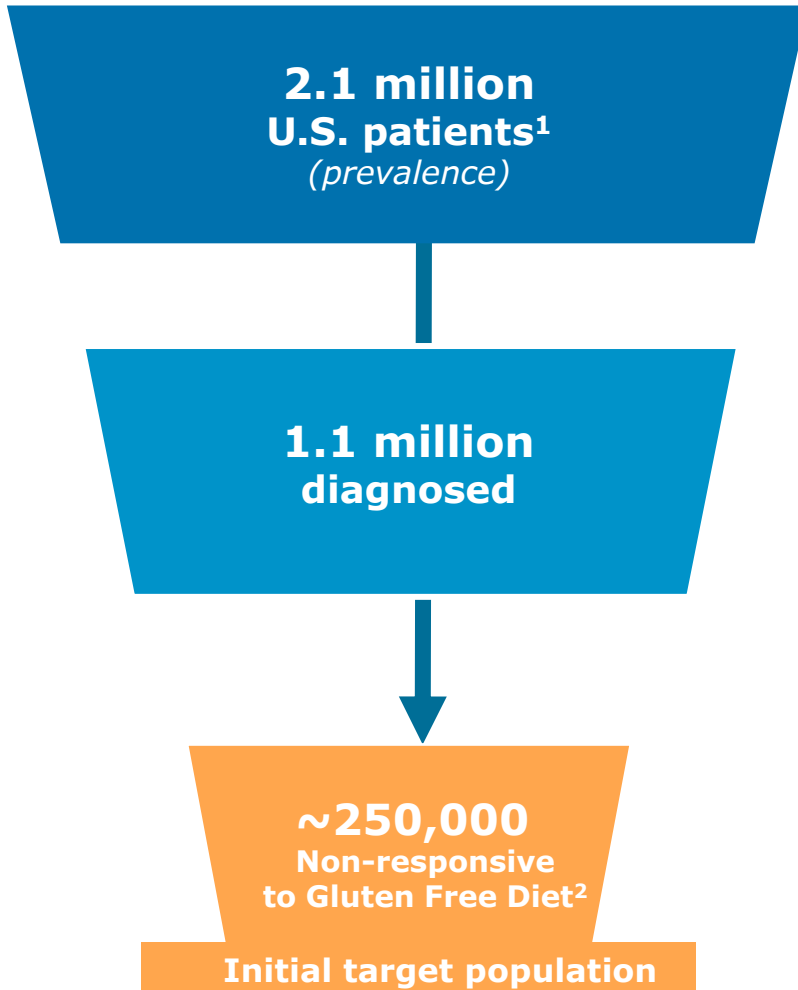 2.1 million
U.S. patients¹
(prevalence)
1.1 million
diagnosed
~250,000
Non-responsive
to Gluten Free Diet²
Initial target population